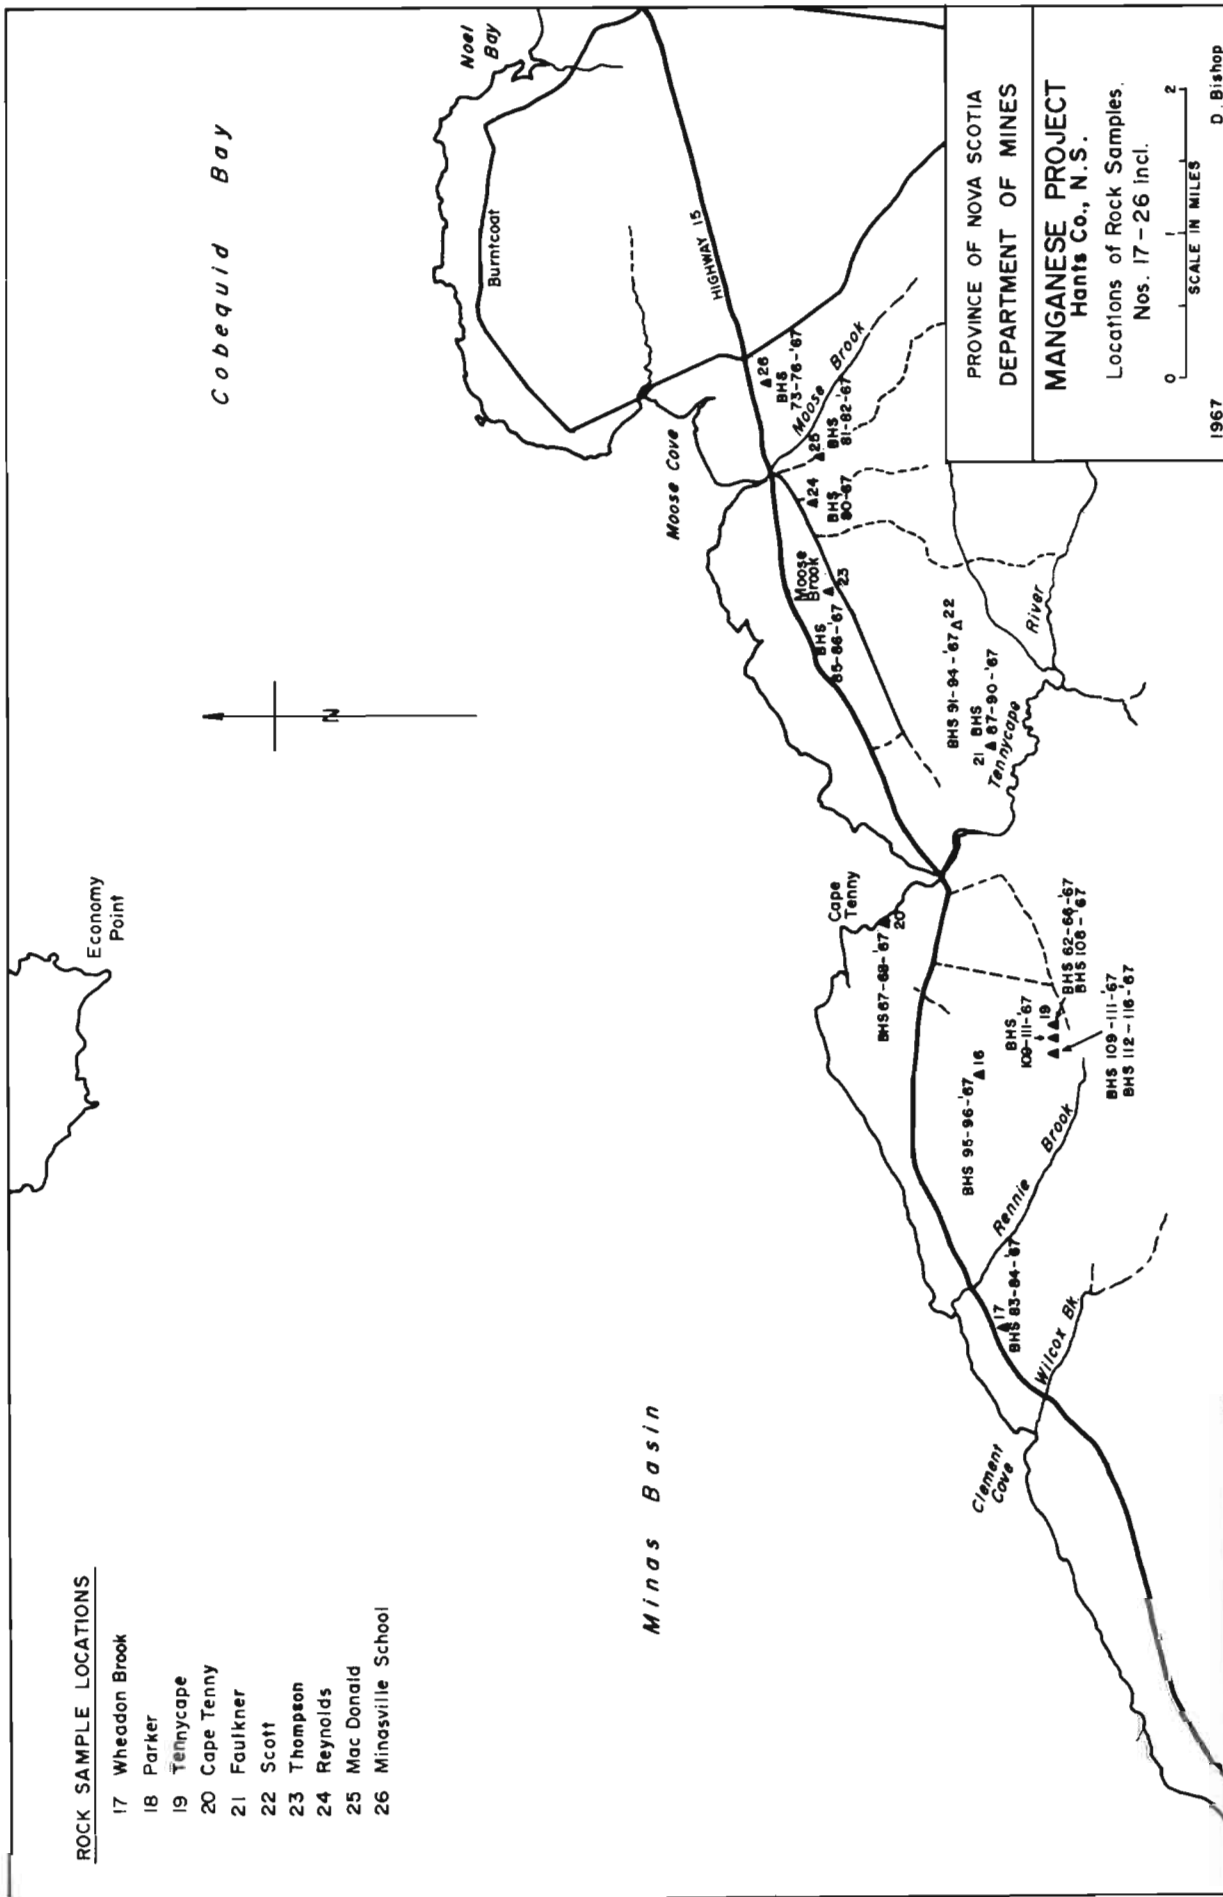 ROCK SAMPLE LOCATIONS
17 Wheadon Brook
18 Parker
19 Tennycape
20 Cape Tenny
21 Faulkner
22 Scott
23 Thompson
24 Reynolds
25 Mac Donald
26 Minasville School
Economy
Point
Cobequid Bay
Minas Basin
N
Noel
Bay
Burntcoat
HIGHWAY 15
Moose Cove
26
BHS
73-76-'67
Moose Brook
25
BHS
81-82-'67
24
BHS
80-67
Moose
Brook
23
BHS
85-86-'67
BHS 91-94-'67 22
21 BHS
87-90-'67
Tennycape River
Cape
Tenny
20
BHS 67-68-'67
BHS 62-66-'67
BHS 108-'67
19
BHS
109-111-'67
BHS 109-111-'67
BHS 112-116-'67
BHS 95-96-'67 16
Rennie Brook
17
BHS 83-84-'67
Wilcox Bk.
Clement
Cove
PROVINCE OF NOVA SCOTIA
DEPARTMENT OF MINES
MANGANESE PROJECT
Hants Co., N.S.
Locations of Rock Samples.
Nos. 17-26 incl.
0 1 2
SCALE IN MILES
1967 D. Bishop